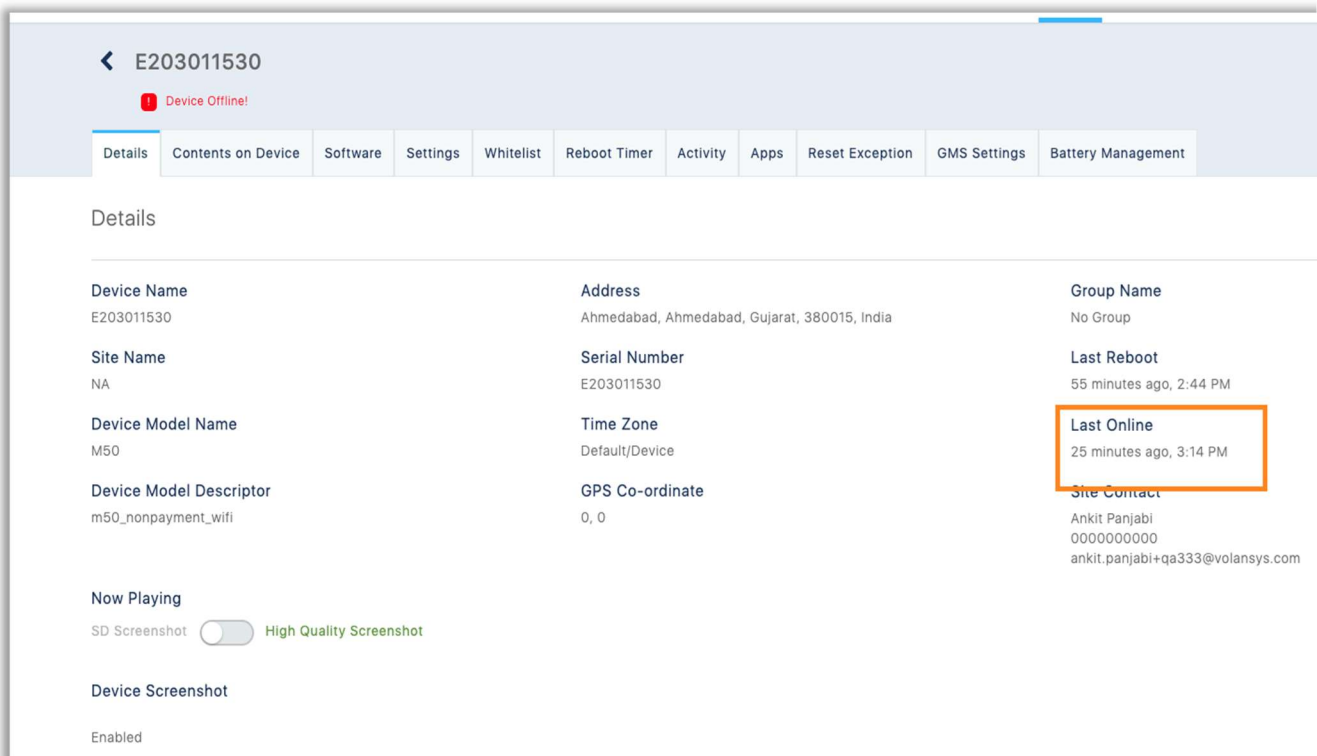 E203011530
! Device Offline!
Details Contents on Device Software Settings Whitelist Reboot Timer Activity Apps Reset Exception GMS Settings Battery Management
Details
Device Name
E203011530
Address
Ahmedabad, Ahmedabad, Gujarat, 380015, India
Group Name
No Group
Site Name
NA
Serial Number
E203011530
Last Reboot
55 minutes ago, 2:44 PM
Device Model Name
M50
Time Zone
Default/Device
Last Online
25 minutes ago, 3:14 PM
Device Model Descriptor
m50_nonpayment_wifi
GPS Co-ordinate
0, 0
Site Contact
Ankit Panjabi
0000000000
ankit.panjabi+qa333@volansys.com
Now Playing
SD Screenshot High Quality Screenshot
Device Screenshot
Enabled